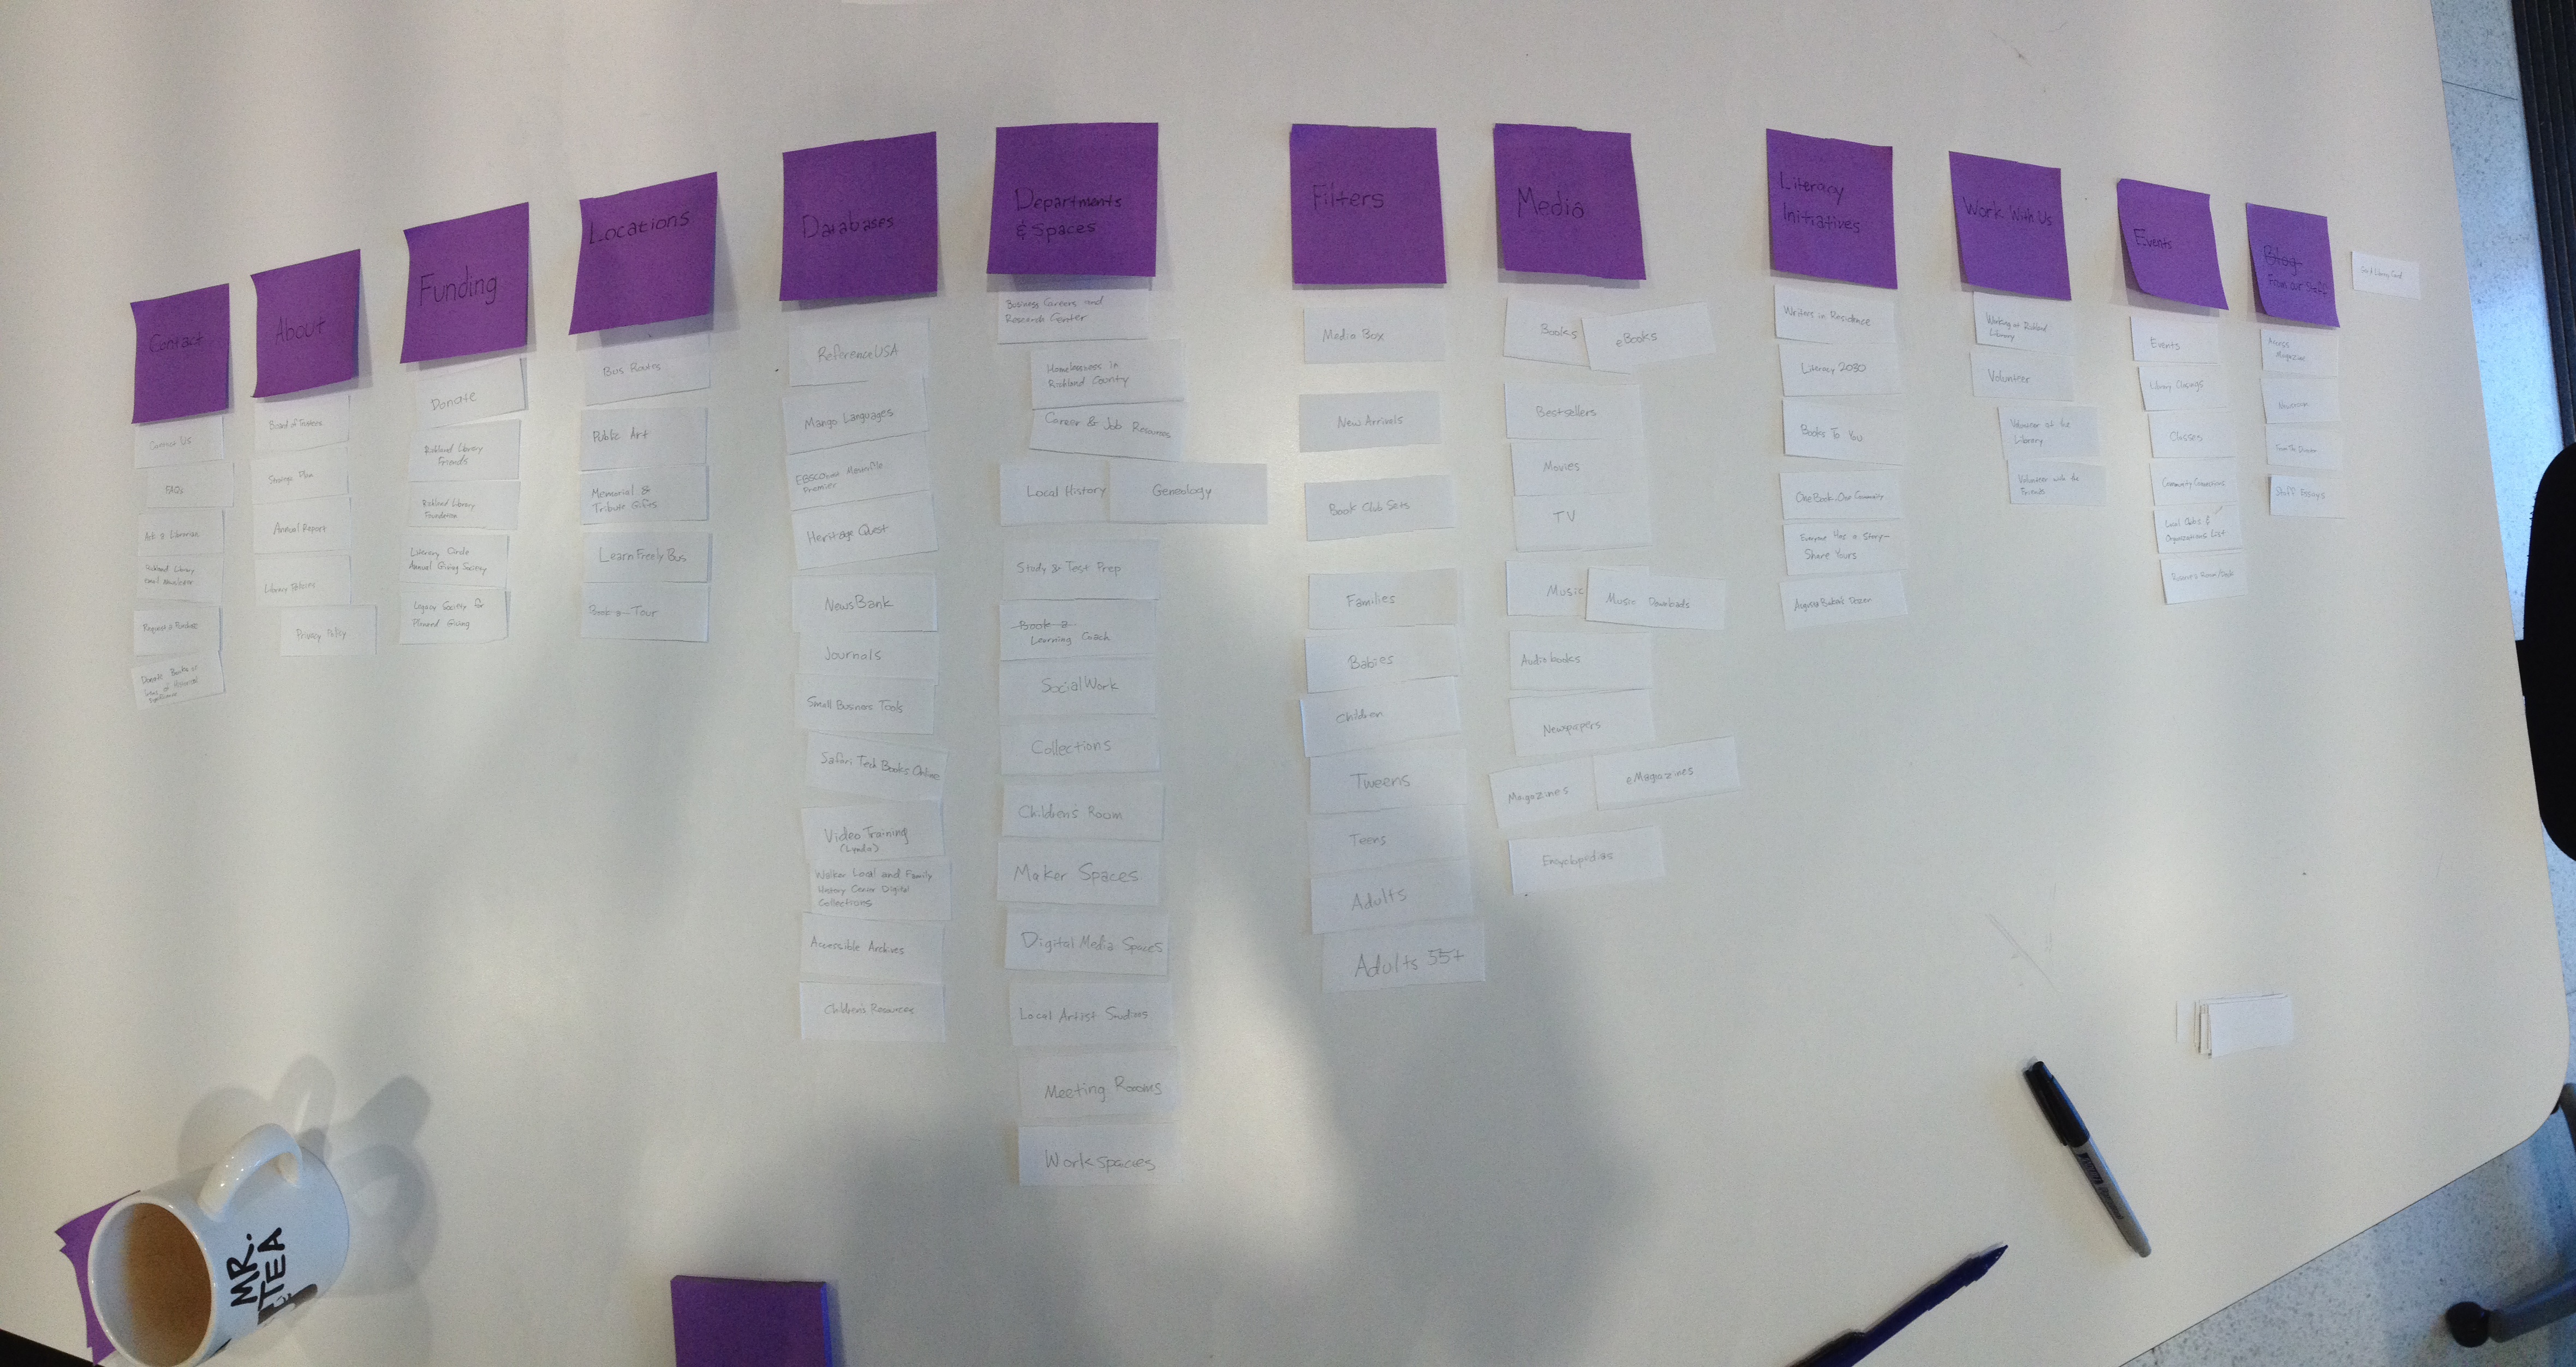 Contact
Contact Us
FAQs
Ask a Librarian
Richland Library
email Newsletter
Request a Purchase
Donate Books or
Items of Historical
Significance
About
Board of Trustees
Strategic Plan
Annual Report
Library Policies
Privacy Policy
Funding
Donate
Richland Library
Friends
Richland Library
Foundation
Literary Circle
Annual Giving Society
Legacy Society for
Planned Giving
Locations
Bus Routes
Public Art
Memorial &
Tribute Gifts
Learn Freely Bus
Book a Tour
Databases
ReferenceUSA
Mango Languages
EBSCOhost Masterfile
Premier
Heritage Quest
NewsBank
Journals
Small Business Tools
Safari Tech Books Online
Video Training
(Lynda)
Walker Local and Family
History Center Digital
Collections
Accessible Archives
Children's Resources
Departments
& Spaces
Business Careers and
Research Center
Homelessness in
Richland County
Career & Job Resources
Local History
Genealogy
Study & Test Prep
Book a
Learning Coach
Social Work
Collections
Children's Room
Maker Spaces
Digital Media Spaces
Local Artist Studios
Meeting Rooms
Workspaces
Filters
Media Box
New Arrivals
Book Club Sets
Families
Babies
Children
Tweens
Teens
Adults
Adults 55+
Media
Books
eBooks
Bestsellers
Movies
TV
Music
Music Downloads
Audiobooks
Newspapers
Magazines
eMagazines
Encyclopedias
Literacy
Initiatives
Writers in Residence
Literacy 2030
Books To You
One Book, One Community
Everyone Has a Story-
Share Yours
Augusta Baker's Dozen
Work With Us
Working at Richland
Library
Volunteer
Volunteer at the
Library
Volunteer with the
Friends
Events
Events
Library Closings
Classes
Community Connections
Local Clubs &
Organizations List
Reserve Room/Desk
Blog
From our Staff
Access
Magazine
Newsroom
From The Director
Staff Essays
Get A Library Card
MR.
TEA